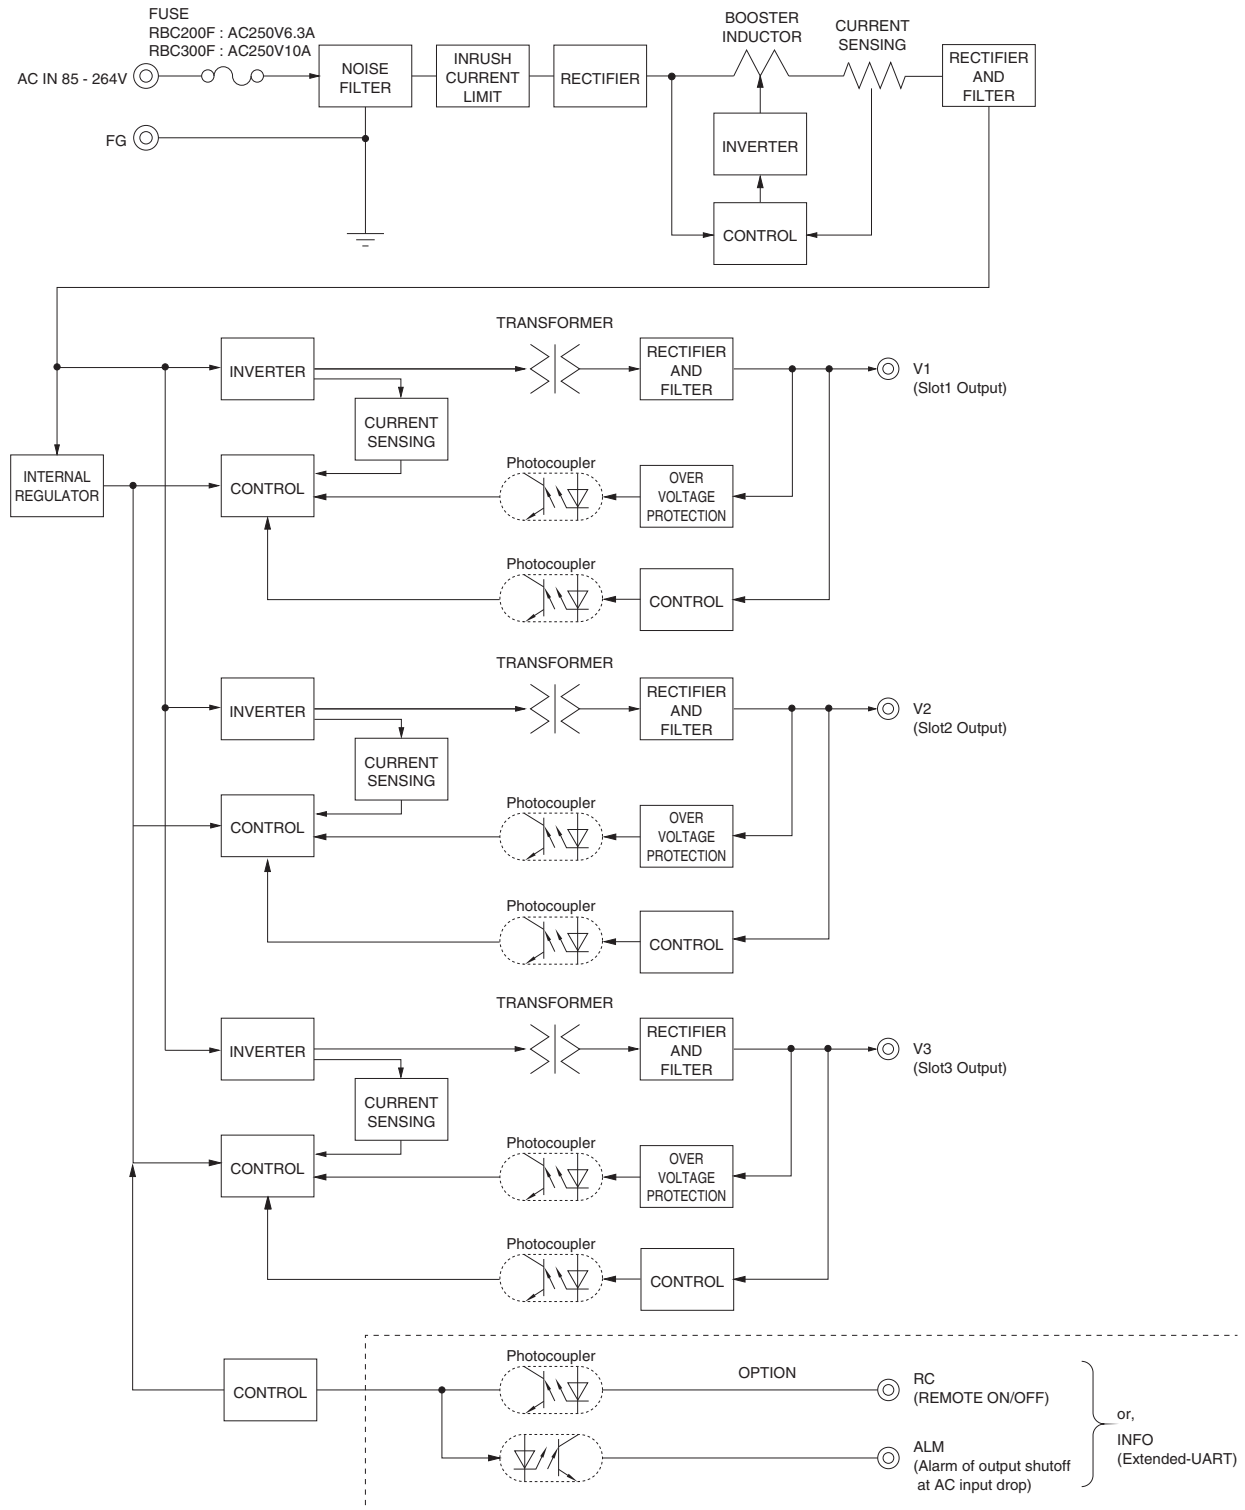 FUSE
RBC200F : AC250V6.3A
RBC300F : AC250V10A
AC IN 85 - 264V
NOISE
FILTER
INRUSH
CURRENT
LIMIT
RECTIFIER
BOOSTER
INDUCTOR
CURRENT
SENSING
RECTIFIER
AND
FILTER
FG
INVERTER
CONTROL
TRANSFORMER
INVERTER
RECTIFIER
AND
FILTER
V1
(Slot1 Output)
CURRENT
SENSING
INTERNAL
REGULATOR
CONTROL
Photocoupler
OVER
VOLTAGE
PROTECTION
Photocoupler
CONTROL
TRANSFORMER
INVERTER
RECTIFIER
AND
FILTER
V2
(Slot2 Output)
CURRENT
SENSING
CONTROL
Photocoupler
OVER
VOLTAGE
PROTECTION
Photocoupler
CONTROL
TRANSFORMER
INVERTER
RECTIFIER
AND
FILTER
V3
(Slot3 Output)
CURRENT
SENSING
CONTROL
Photocoupler
OVER
VOLTAGE
PROTECTION
Photocoupler
CONTROL
CONTROL
Photocoupler
OPTION
RC
(REMOTE ON/OFF)
ALM
(Alarm of output shutoff
at AC input drop)
or,
INFO
(Extended-UART)